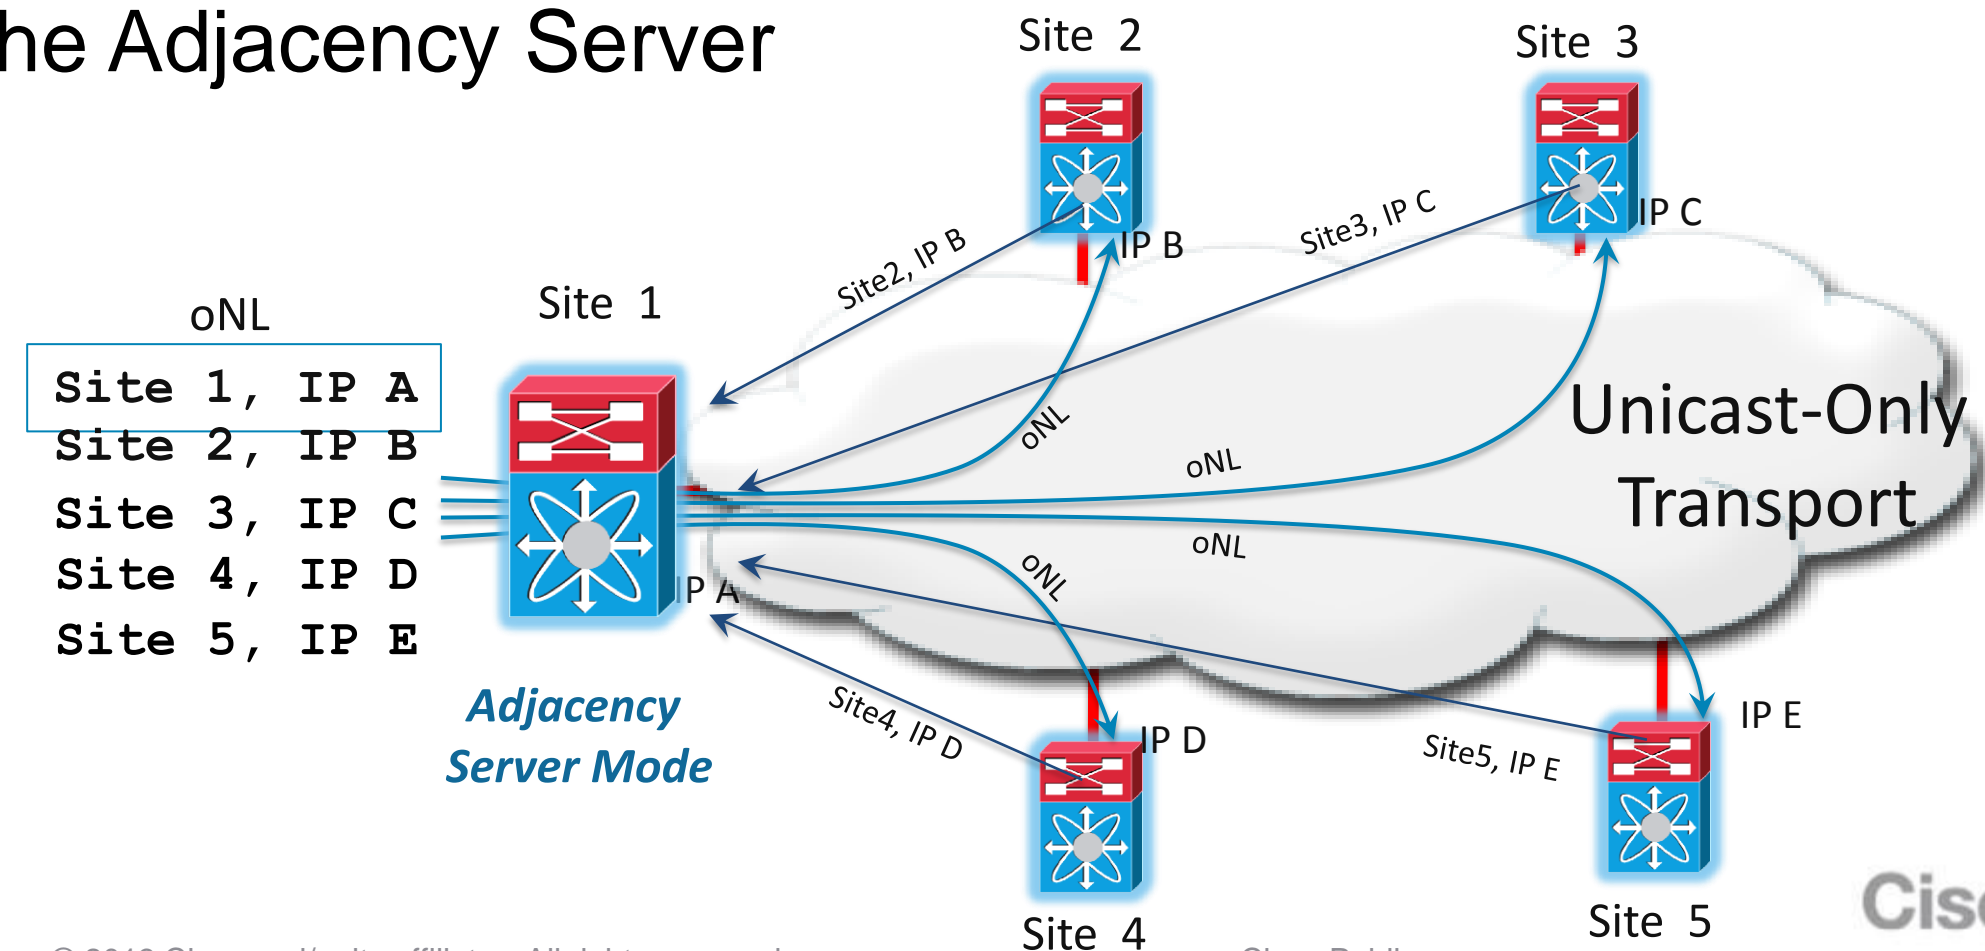 he Adjacency Server
Site 2
Site 3
IP B
IP C
Site2, IP B
Site3, IP C
oNL
Site 1
Site 1, IP A
Site 2, IP B
Site 3, IP C
Site 4, IP D
Site 5, IP E
oNL
oNL
oNL
oNL
Unicast-Only
Transport
IP A
Adjacency
Server Mode
Site4, IP D
IP D
Site5, IP E
IP E
Site 4
Site 5
Cis